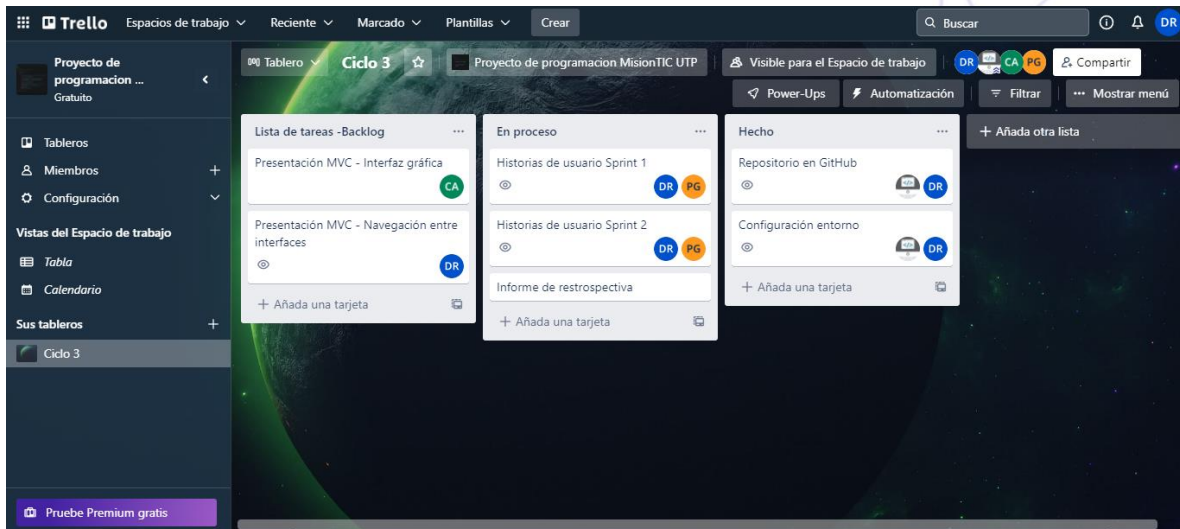 Trello Espacios de trabajo Reciente Marcado Plantillas Crear Buscar DR
Proyecto de
programacion ...
Gratuito
Tablero Ciclo 3 Proyecto de programacion MisionTIC UTP Visible para el Espacio de trabajo DR CA PG Compartir
Power-Ups Automatización Filtrar ... Mostrar menú
Tableros
Miembros +
Configuración
Vistas del Espacio de trabajo
Tabla
Calendario
Sus tableros +
Ciclo 3
Pruebe Premium gratis
Lista de tareas -Backlog ...
Presentación MVC - Interfaz gráfica
CA
Presentación MVC - Navegación entre
interfaces
DR
+ Añada una tarjeta
En proceso ...
Historias de usuario Sprint 1
DR PG
Historias de usuario Sprint 2
DR PG
Informe de restrospectiva
+ Añada una tarjeta
Hecho ...
Repositorio en GitHub
DR
Configuración entorno
DR
+ Añada una tarjeta
+ Añada otra lista